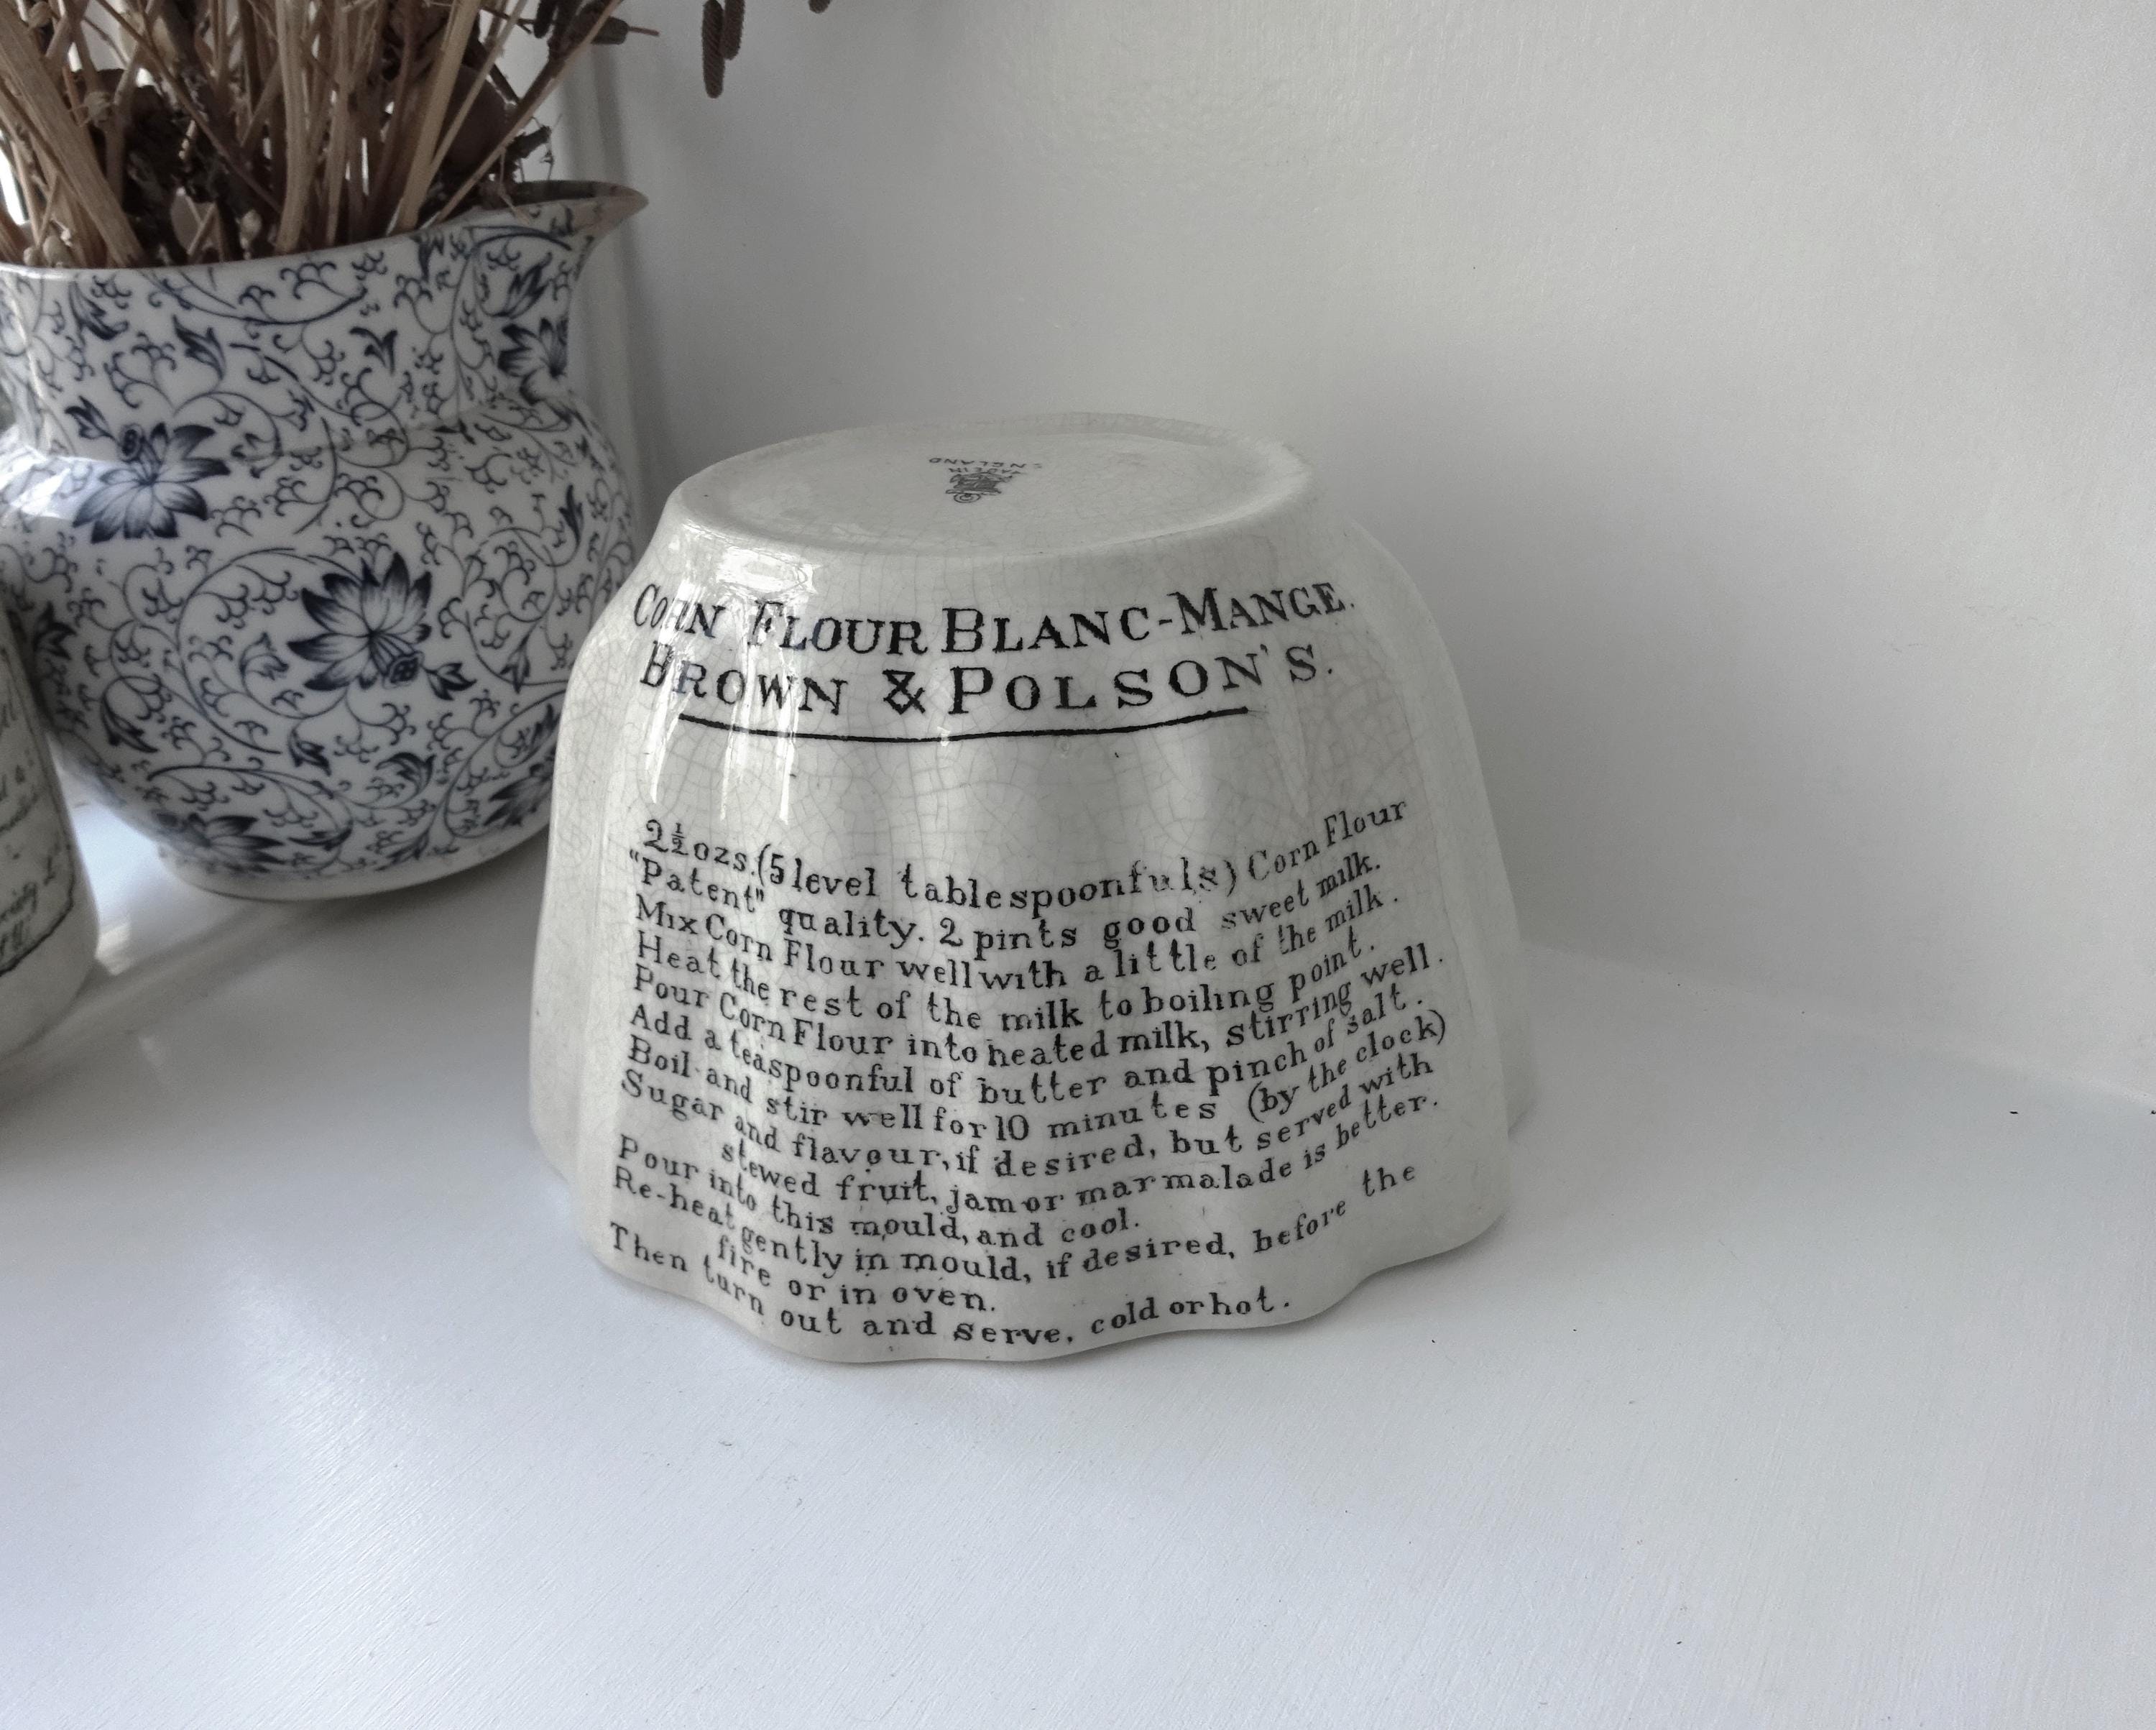 MADE IN
CORN FLOUR BLANC-MANGE.
BROWN & POLSON'S.
2½ozs.(5 level tablespoonfuls) Corn Flour
"Patent" quality. 2 pints good sweet milk.
Mix Corn Flour well with a little of the milk.
Heat the rest of the milk to boiling point.
Pour Corn Flour into heated milk, stirring well.
Add a teaspoonful of butter and pinch of salt.
Boil and stir well for 10 minutes (by the clock)
Sugar and flavour, if desired, but served with
stewed fruit, jam or marmalade is better.
Pour into this mould, and cool.
Re-heat gently in mould, if desired, before the
fire or in oven.
Then turn out and serve, cold or hot.